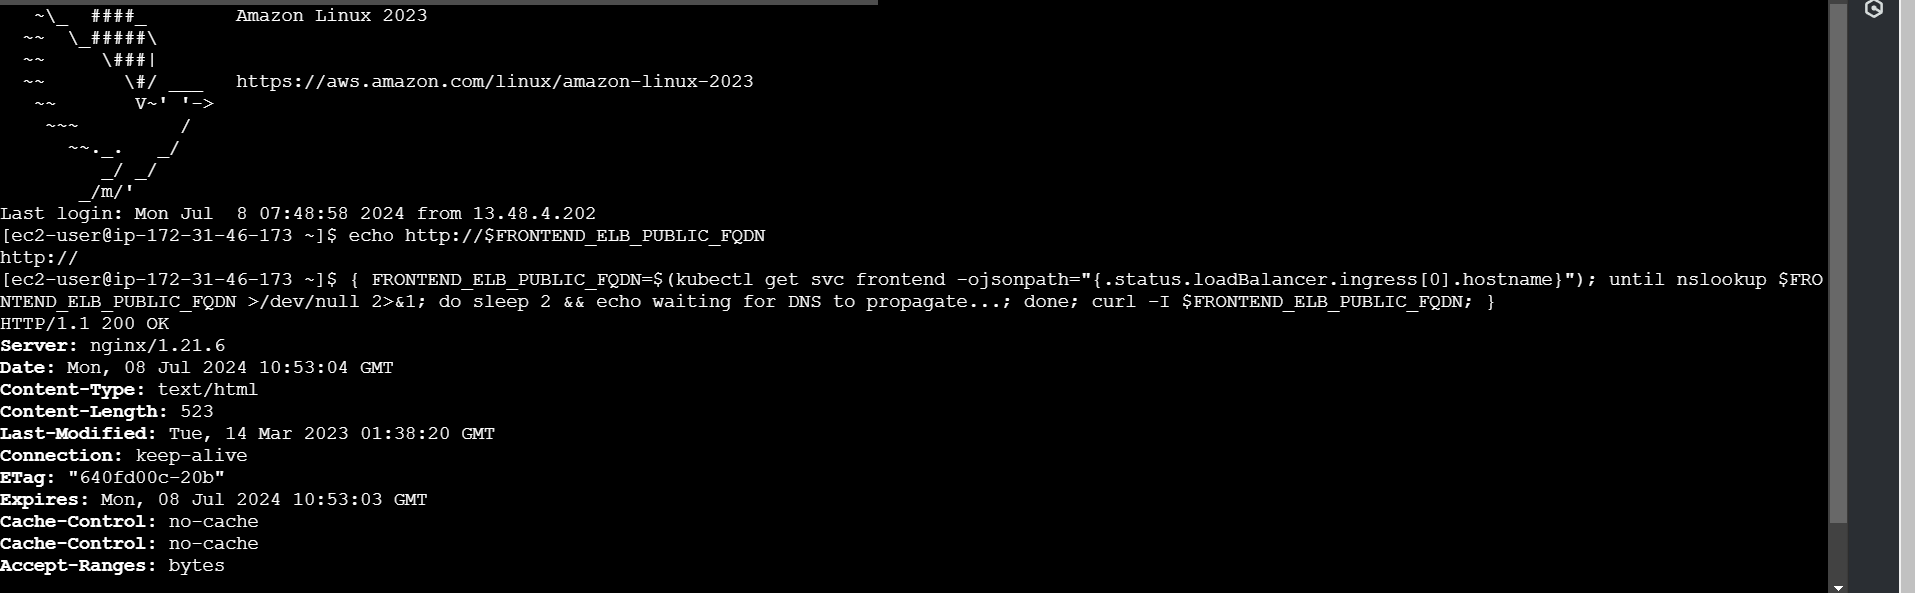 ~\_  ####_        Amazon Linux 2023
~~  \_#####\
~~     \###|
~~       \#/ ___   https://aws.amazon.com/linux/amazon-linux-2023
~~       V~' '->
~~~         /
~~._.   _/
_/ _/
_/m/'
Last login: Mon Jul  8 07:48:58 2024 from 13.48.4.202
[ec2-user@ip-172-31-46-173 ~]$ echo http://$FRONTEND_ELB_PUBLIC_FQDN
http://
[ec2-user@ip-172-31-46-173 ~]$ { FRONTEND_ELB_PUBLIC_FQDN=$(kubectl get svc frontend -ojsonpath="{.status.loadBalancer.ingress[0].hostname}"); until nslookup $FRO
NTEND_ELB_PUBLIC_FQDN >/dev/null 2>&1; do sleep 2 && echo waiting for DNS to propagate...; done; curl -I $FRONTEND_ELB_PUBLIC_FQDN; }
HTTP/1.1 200 OK
Server: nginx/1.21.6
Date: Mon, 08 Jul 2024 10:53:04 GMT
Content-Type: text/html
Content-Length: 523
Last-Modified: Tue, 14 Mar 2023 01:38:20 GMT
Connection: keep-alive
ETag: "640fd00c-20b"
Expires: Mon, 08 Jul 2024 10:53:03 GMT
Cache-Control: no-cache
Cache-Control: no-cache
Accept-Ranges: bytes